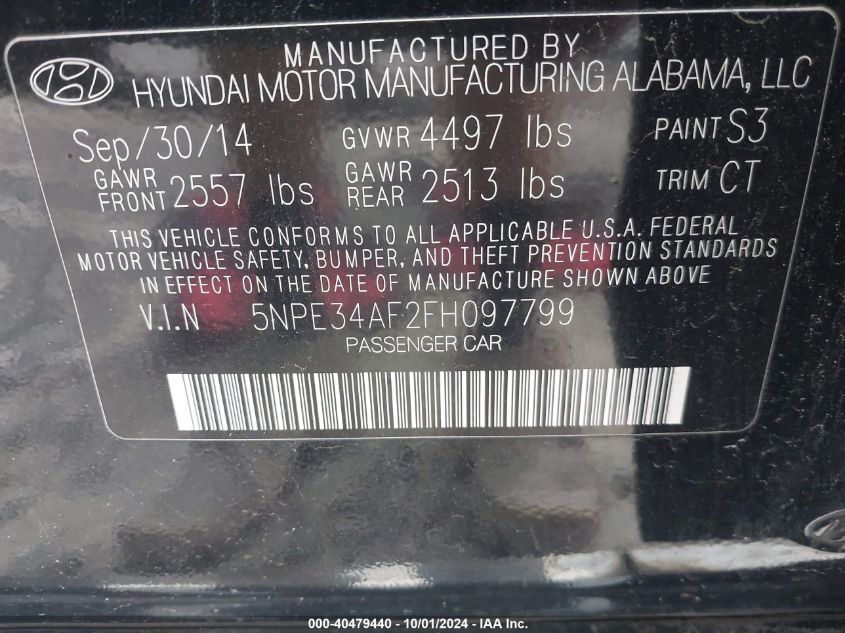 MANUFACTURED BY
HYUNDAI MOTOR MANUFACTURING ALABAMA, LLC
Sep/30/14 GVWR 4497 lbs PAINT S3
GAWR FRONT 2557 lbs GAWR REAR 2513 lbs TRIM CT
THIS VEHICLE CONFORMS TO ALL APPLICABLE U.S.A. FEDERAL
MOTOR VEHICLE SAFETY, BUMPER, AND THEFT PREVENTION STANDARDS
IN EFFECT ON THE DATE OF MANUFACTURE SHOWN ABOVE
V.I.N 5NPE34AF2FH097799
PASSENGER CAR
000-40479440 - 10/01/2024 - IAA Inc.